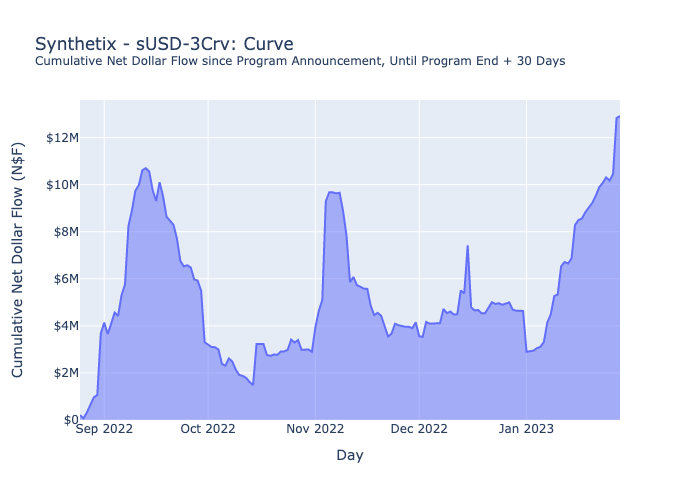 Synthetix - sUSD-3Crv: Curve
Cumulative Net Dollar Flow since Program Announcement, Until Program End + 30 Days
Cumulative Net Dollar Flow (N$F)
$12M
$10M
$8M
$6M
$4M
$2M
$0
Sep 2022
Oct 2022
Nov 2022
Dec 2022
Jan 2023
Day